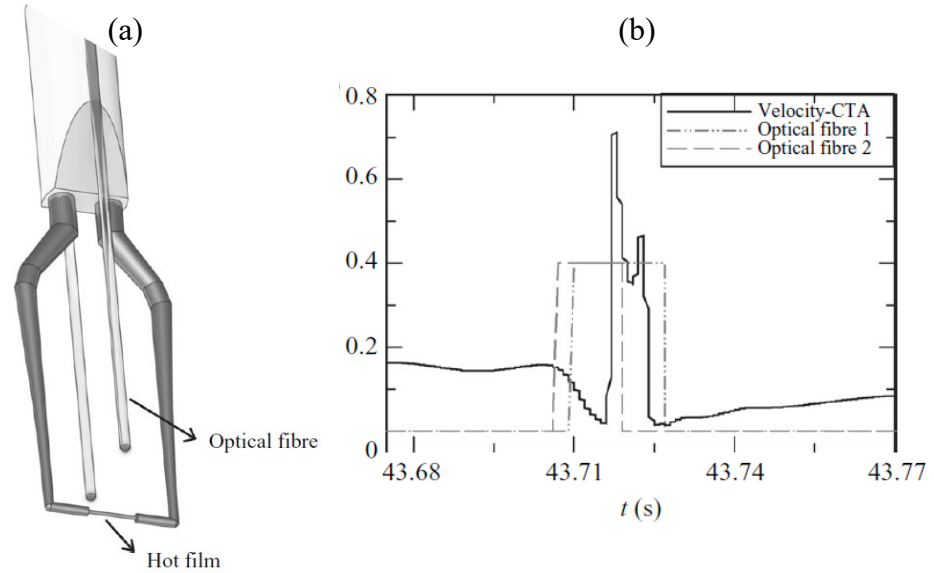 (a)
Optical fibre
Hot film
(b)
0.8
0.6
0.4
0.2
0
Velocity-CTA
Optical fibre 1
Optical fibre 2
43.68 43.71 43.74 43.77
t (s)